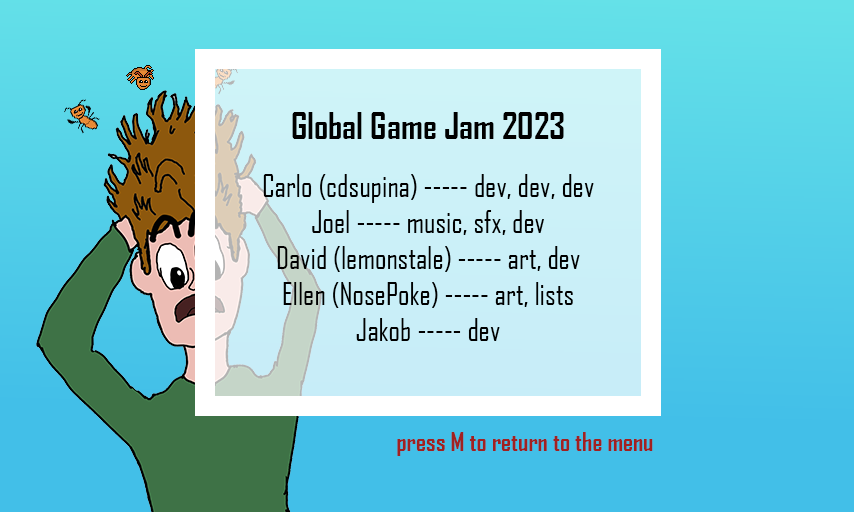 Global Game Jam 2023
Carlo (cdsupina) ----- dev, dev, dev
Joel ----- music, sfx, dev
David (lemonstale) ----- art, dev
Ellen (NosePoke) ----- art, lists
Jakob ----- dev
press M to return to the menu